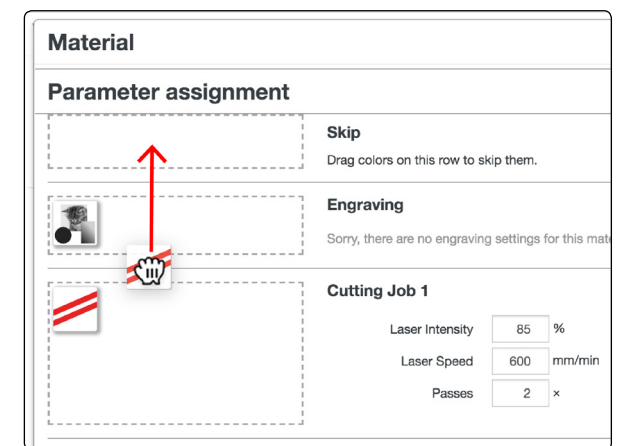 Material
Parameter assignment
Skip
Drag colors on this row to skip them.
Engraving
Sorry, there are no engraving settings for this mate
Cutting Job 1
Laser Intensity 85 %
Laser Speed 600 mm/min
Passes 2 ×